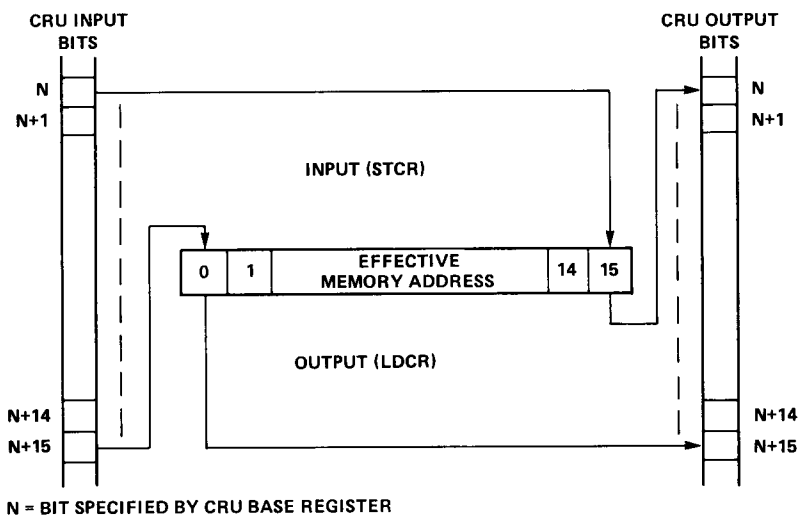 CRU INPUT
BITS
CRU OUTPUT
BITS
N
N
N+1
N+1
INPUT (STCR)
0
1
EFFECTIVE
MEMORY ADDRESS
14
15
OUTPUT (LDCR)
N+14
N+14
N+15
N+15
N = BIT SPECIFIED BY CRU BASE REGISTER